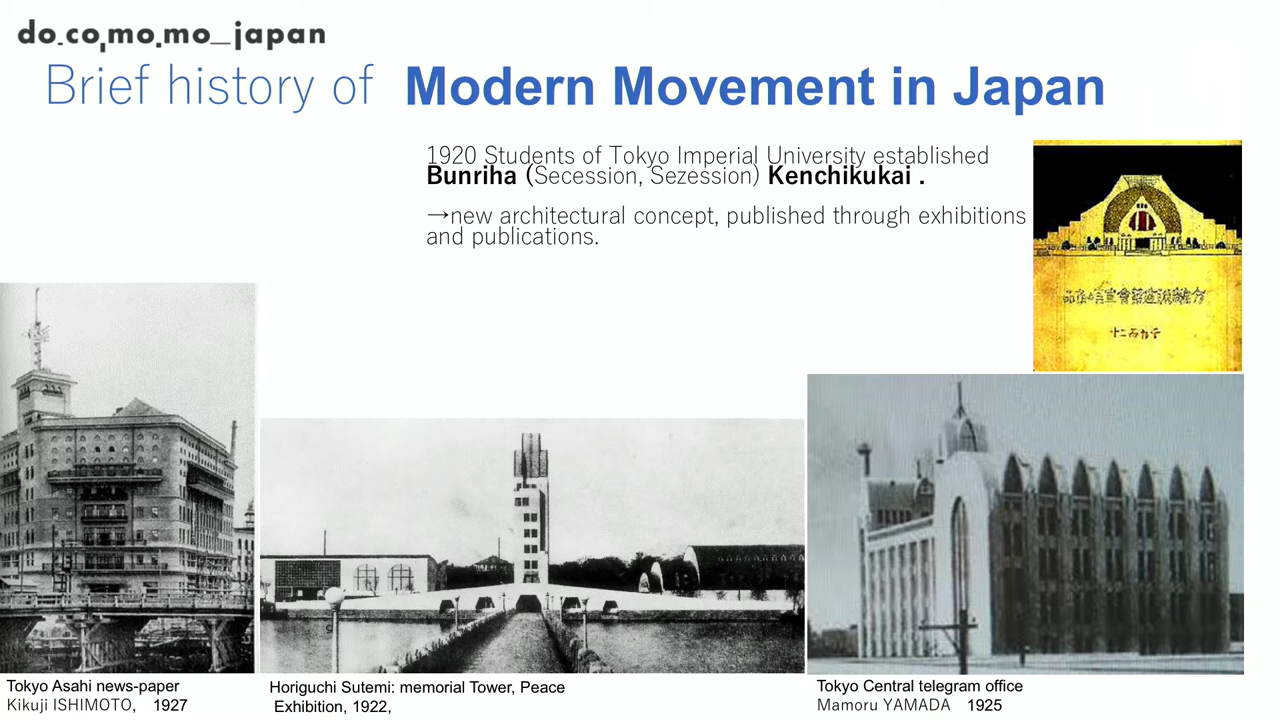 do.co,mo.mo_japan
Brief history of Modern Movement in Japan
1920 Students of Tokyo Imperial University established
Bunriha (Secession, Sezession) Kenchikukai .
→new architectural concept, published through exhibitions
and publications.
Tokyo Asahi news-paper
Kikuji ISHIMOTO, 1927
Horiguchi Sutemi: memorial Tower, Peace
Exhibition, 1922,
Tokyo Central telegram office
Mamoru YAMADA 1925